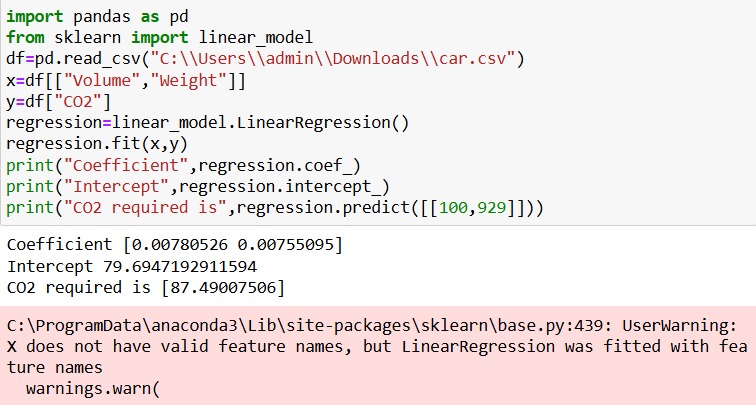 import pandas as pd
from sklearn import linear_model
df=pd.read_csv("C:\\Users\\admin\\Downloads\\car.csv")
x=df[["Volume","Weight"]]
y=df["CO2"]
regression=linear_model.LinearRegression()
regression.fit(x,y)
print("Coefficient",regression.coef_)
print("Intercept",regression.intercept_)
print("CO2 required is",regression.predict([[100,929]]))
Coefficient [0.00780526 0.00755095]
Intercept 79.6947192911594
CO2 required is [87.49007506]
C:\ProgramData\anaconda3\Lib\site-packages\sklearn\base.py:439: UserWarning:
X does not have valid feature names, but LinearRegression was fitted with fea
ture names
  warnings.warn(